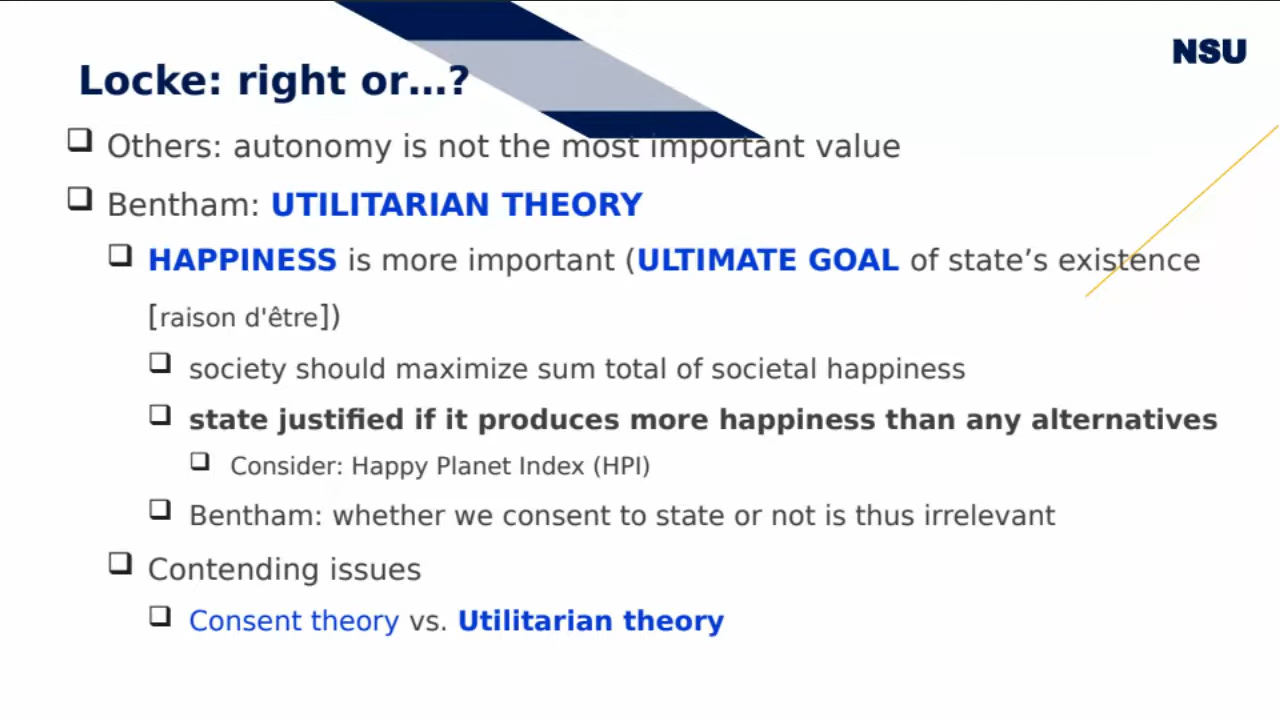 NSU
Locke: right or...?
❑ Others: autonomy is not the most important value
❑ Bentham: UTILITARIAN THEORY
❑ HAPPINESS is more important (ULTIMATE GOAL of state’s existence
[raison d'être])
❑ society should maximize sum total of societal happiness
❑ state justified if it produces more happiness than any alternatives
❑ Consider: Happy Planet Index (HPI)
❑ Bentham: whether we consent to state or not is thus irrelevant
❑ Contending issues
❑ Consent theory vs. Utilitarian theory